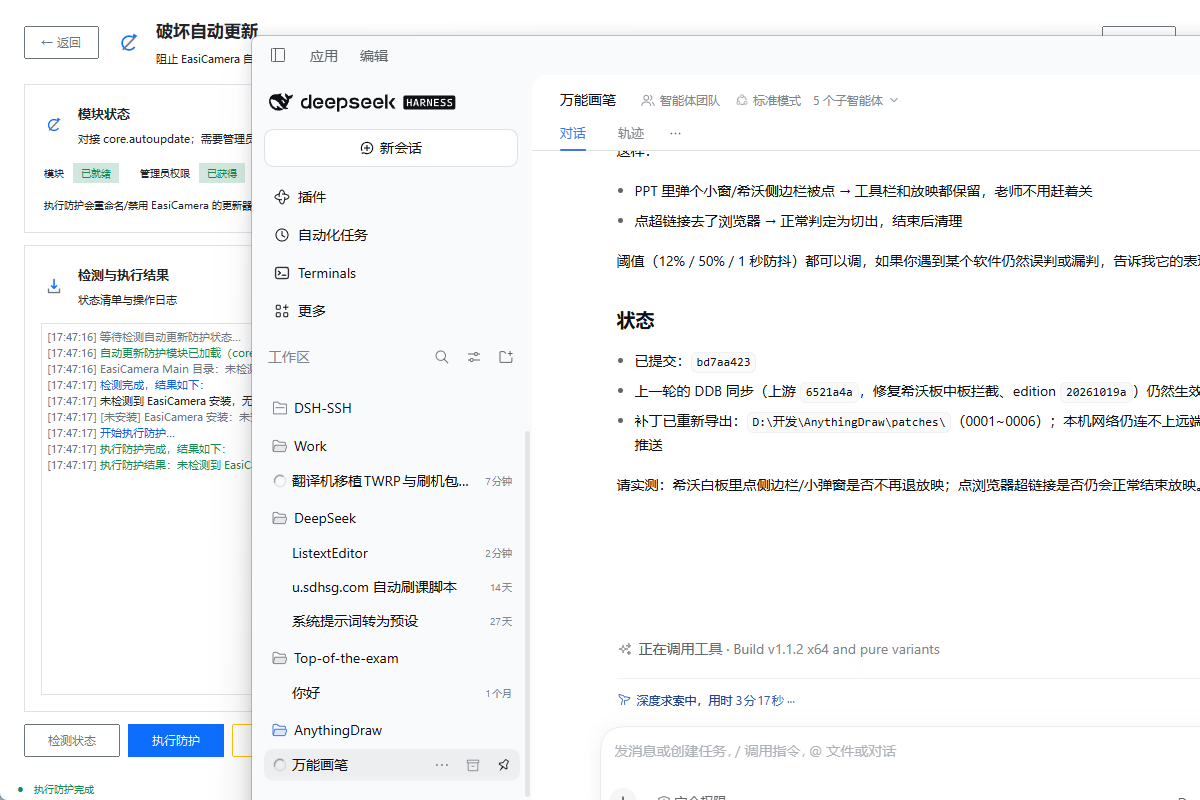 ← 返回
破坏自动更新
阻止 EasiCamera 自
模块状态
对接 core.autoupdate；需要管理员
模块 已就绪 管理员权限 已获得
执行防护会重命名/禁用 EasiCamera 的更新器
检测与执行结果
状态清单与操作日志
[17:47:16] 等待检测自动更新防护状态...
[17:47:16] 自动更新防护模块已加载（core
[17:47:16] EasiCamera Main 目录：未检测
[17:47:17] 检测完成，结果如下：
[17:47:17] 未检测到 EasiCamera 安装，无
[17:47:17] [未安装] EasiCamera 安装：未
[17:47:17] 开始执行防护...
[17:47:17] 执行防护完成，结果如下：
[17:47:17] 执行防护结果：未检测到 EasiC
检测状态
执行防护
执行防护完成
应用 编辑
deepseek HARNESS
新会话
插件
自动化任务
Terminals
更多
工作区
DSH-SSH
Work
翻译机移植TWRP与刷机包... 7分钟
DeepSeek
ListextEditor 2分钟
u.sdhsg.com 自动刷课脚本 14天
系统提示词转为预设 27天
Top-of-the-exam
你好 1个月
AnythingDraw
万能画笔 ...
万能画笔 智能体团队 标准模式 5 个子智能体
对话 轨迹 ...
这样：
PPT 里弹个小窗/希沃侧边栏被点 → 工具栏和放映都保留，老师不用赶着关
点超链接去了浏览器 → 正常判定为切出，结束后清理
阈值（12% / 50% / 1 秒防抖）都可以调，如果你遇到某个软件仍然误判或漏判，告诉我它的表现
状态
已提交： bd7aa423
上一轮的 DDB 同步（上游 6521a4a ，修复希沃板中板拦截、edition 20261019a ）仍然生效
补丁已重新导出： D:\开发\AnythingDraw\patches\ （0001~0006）；本机网络仍连不上远端
推送
请实测：希沃白板里点侧边栏/小弹窗是否不再退放映；点浏览器超链接是否仍会正常结束放映。
正在调用工具 · Build v1.1.2 x64 and pure variants
深度求索中，用时 3 分 17 秒 ...
发消息或创建任务, / 调用指令, @ 文件或对话